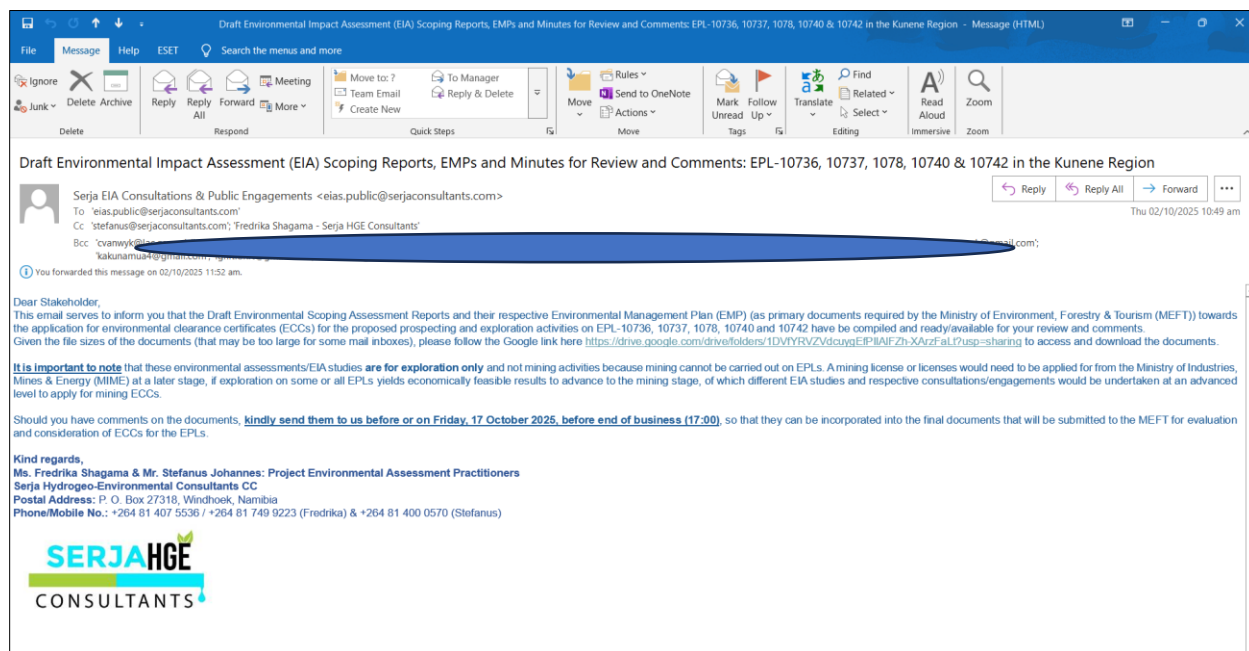 Draft Environmental Impact Assessment (EIA) Scoping Reports, EMPs and Minutes for Review and Comments: EPL-10736, 10737, 1078, 10740 & 10742 in the Kunene Region - Message (HTML)
File Message Help ESET Search the menus and more
Ignore
Junk
Delete Archive
Reply Reply All Forward
Meeting
More
Move to: ?
Team Email
Create New
To Manager
Reply & Delete
Move
Rules
Send to OneNote
Actions
Mark Unread
Follow Up
Translate
Find
Related
Select
Read Aloud
Zoom
Delete Respond Quick Steps Move Tags Editing Immersive Zoom
Draft Environmental Impact Assessment (EIA) Scoping Reports, EMPs and Minutes for Review and Comments: EPL-10736, 10737, 1078, 10740 & 10742 in the Kunene Region
Serja EIA Consultations & Public Engagements <eias.public@serjaconsultants.com>
Reply Reply All Forward
To 'eias.public@serjaconsultants.com'
Thu 02/10/2025 10:49 am
Cc 'stefanus@serjaconsultants.com'; 'Fredrika Shagama - Serja HGE Consultants'
Bcc
You forwarded this message on 02/10/2025 11:52 am.
Dear Stakeholder,
This email serves to inform you that the Draft Environmental Scoping Assessment Reports and their respective Environmental Management Plan (EMP) (as primary documents required by the Ministry of Environment, Forestry & Tourism (MEFT)) towards
the application for environmental clearance certificates (ECCs) for the proposed prospecting and exploration activities on EPL-10736, 10737, 1078, 10740 and 10742 have be compiled and ready/available for your review and comments.
Given the file sizes of the documents (that may be too large for some mail inboxes), please follow the Google link here https://drive.google.com/drive/folders/1DVfYRVZVdcuyqEfPIlAlFZh-XArzFaLt?usp=sharing to access and download the documents.
It is important to note that these environmental assessments/EIA studies are for exploration only and not mining activities because mining cannot be carried out on EPLs. A mining license or licenses would need to be applied for from the Ministry of Industries,
Mines & Energy (MIME) at a later stage, if exploration on some or all EPLs yields economically feasible results to advance to the mining stage, of which different EIA studies and respective consultations/engagements would be undertaken at an advanced
level to apply for mining ECCs.
Should you have comments on the documents, kindly send them to us before or on Friday, 17 October 2025, before end of business (17:00), so that they can be incorporated into the final documents that will be submitted to the MEFT for evaluation
and consideration of ECCs for the EPLs.
Kind regards,
Ms. Fredrika Shagama & Mr. Stefanus Johannes: Project Environmental Assessment Practitioners
Serja Hydrogeo-Environmental Consultants CC
Postal Address: P. O. Box 27318, Windhoek, Namibia
Phone/Mobile No.: +264 81 407 5536 / +264 81 749 9223 (Fredrika) & +264 81 400 0570 (Stefanus)
SERJAHGE
CONSULTANTS